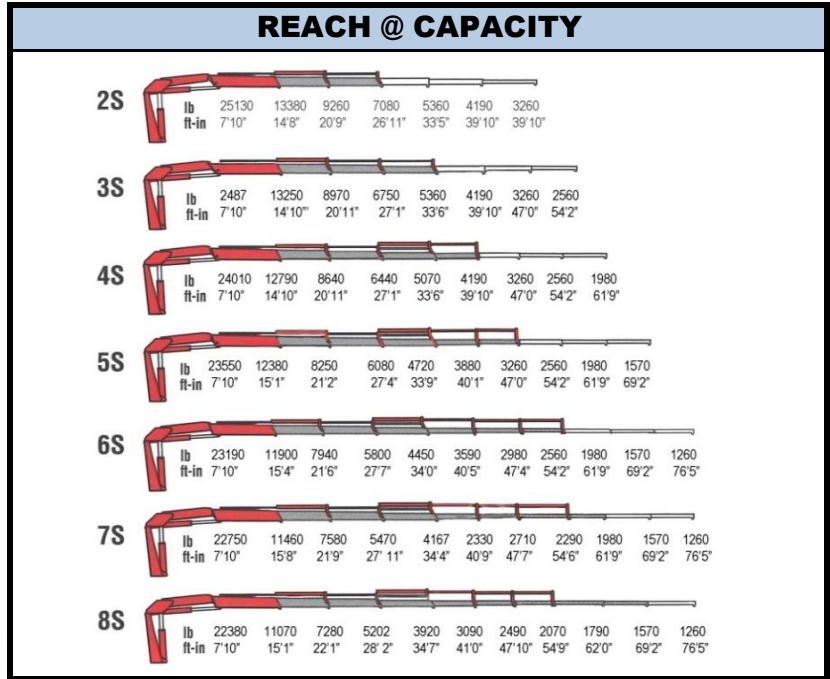 REACH @ CAPACITY
2S
lb 25130 13380 9260 7080 5360 4190 3260
ft-in 7'10" 14'8" 20'9" 26'11" 33'5" 39'10" 39'10"
3S
lb 2487 13250 8970 6750 5360 4190 3260 2560
ft-in 7'10" 14'10"' 20'11" 27'1" 33'6" 39'10" 47'0" 54'2"
4S
lb 24010 12790 8640 6440 5070 4190 3260 2560 1980
ft-in 7'10" 14'10" 20'11" 27'1" 33'6" 39'10" 47'0" 54'2" 61'9"
5S
lb 23550 12380 8250 6080 4720 3880 3260 2560 1980 1570
ft-in 7'10" 15'1" 21'2" 27'4" 33'9" 40'1" 47'0" 54'2" 61'9" 69'2"
6S
lb 23190 11900 7940 5800 4450 3590 2980 2560 1980 1570 1260
ft-in 7'10" 15'4" 21'6" 27'7" 34'0" 40'5" 47'4" 54'2" 61'9" 69'2" 76'5"
7S
lb 22750 11460 7580 5470 4167 2330 2710 2290 1980 1570 1260
ft-in 7'10" 15'8" 21'9" 27' 11" 34'4" 40'9" 47'7" 54'6" 61'9" 69'2" 76'5"
8S
lb 22380 11070 7280 5202 3920 3090 2490 2070 1790 1570 1260
ft-in 7'10" 15'1" 22'1" 28' 2" 34'7" 41'0" 47'10" 54'9" 62'0" 69'2" 76'5"